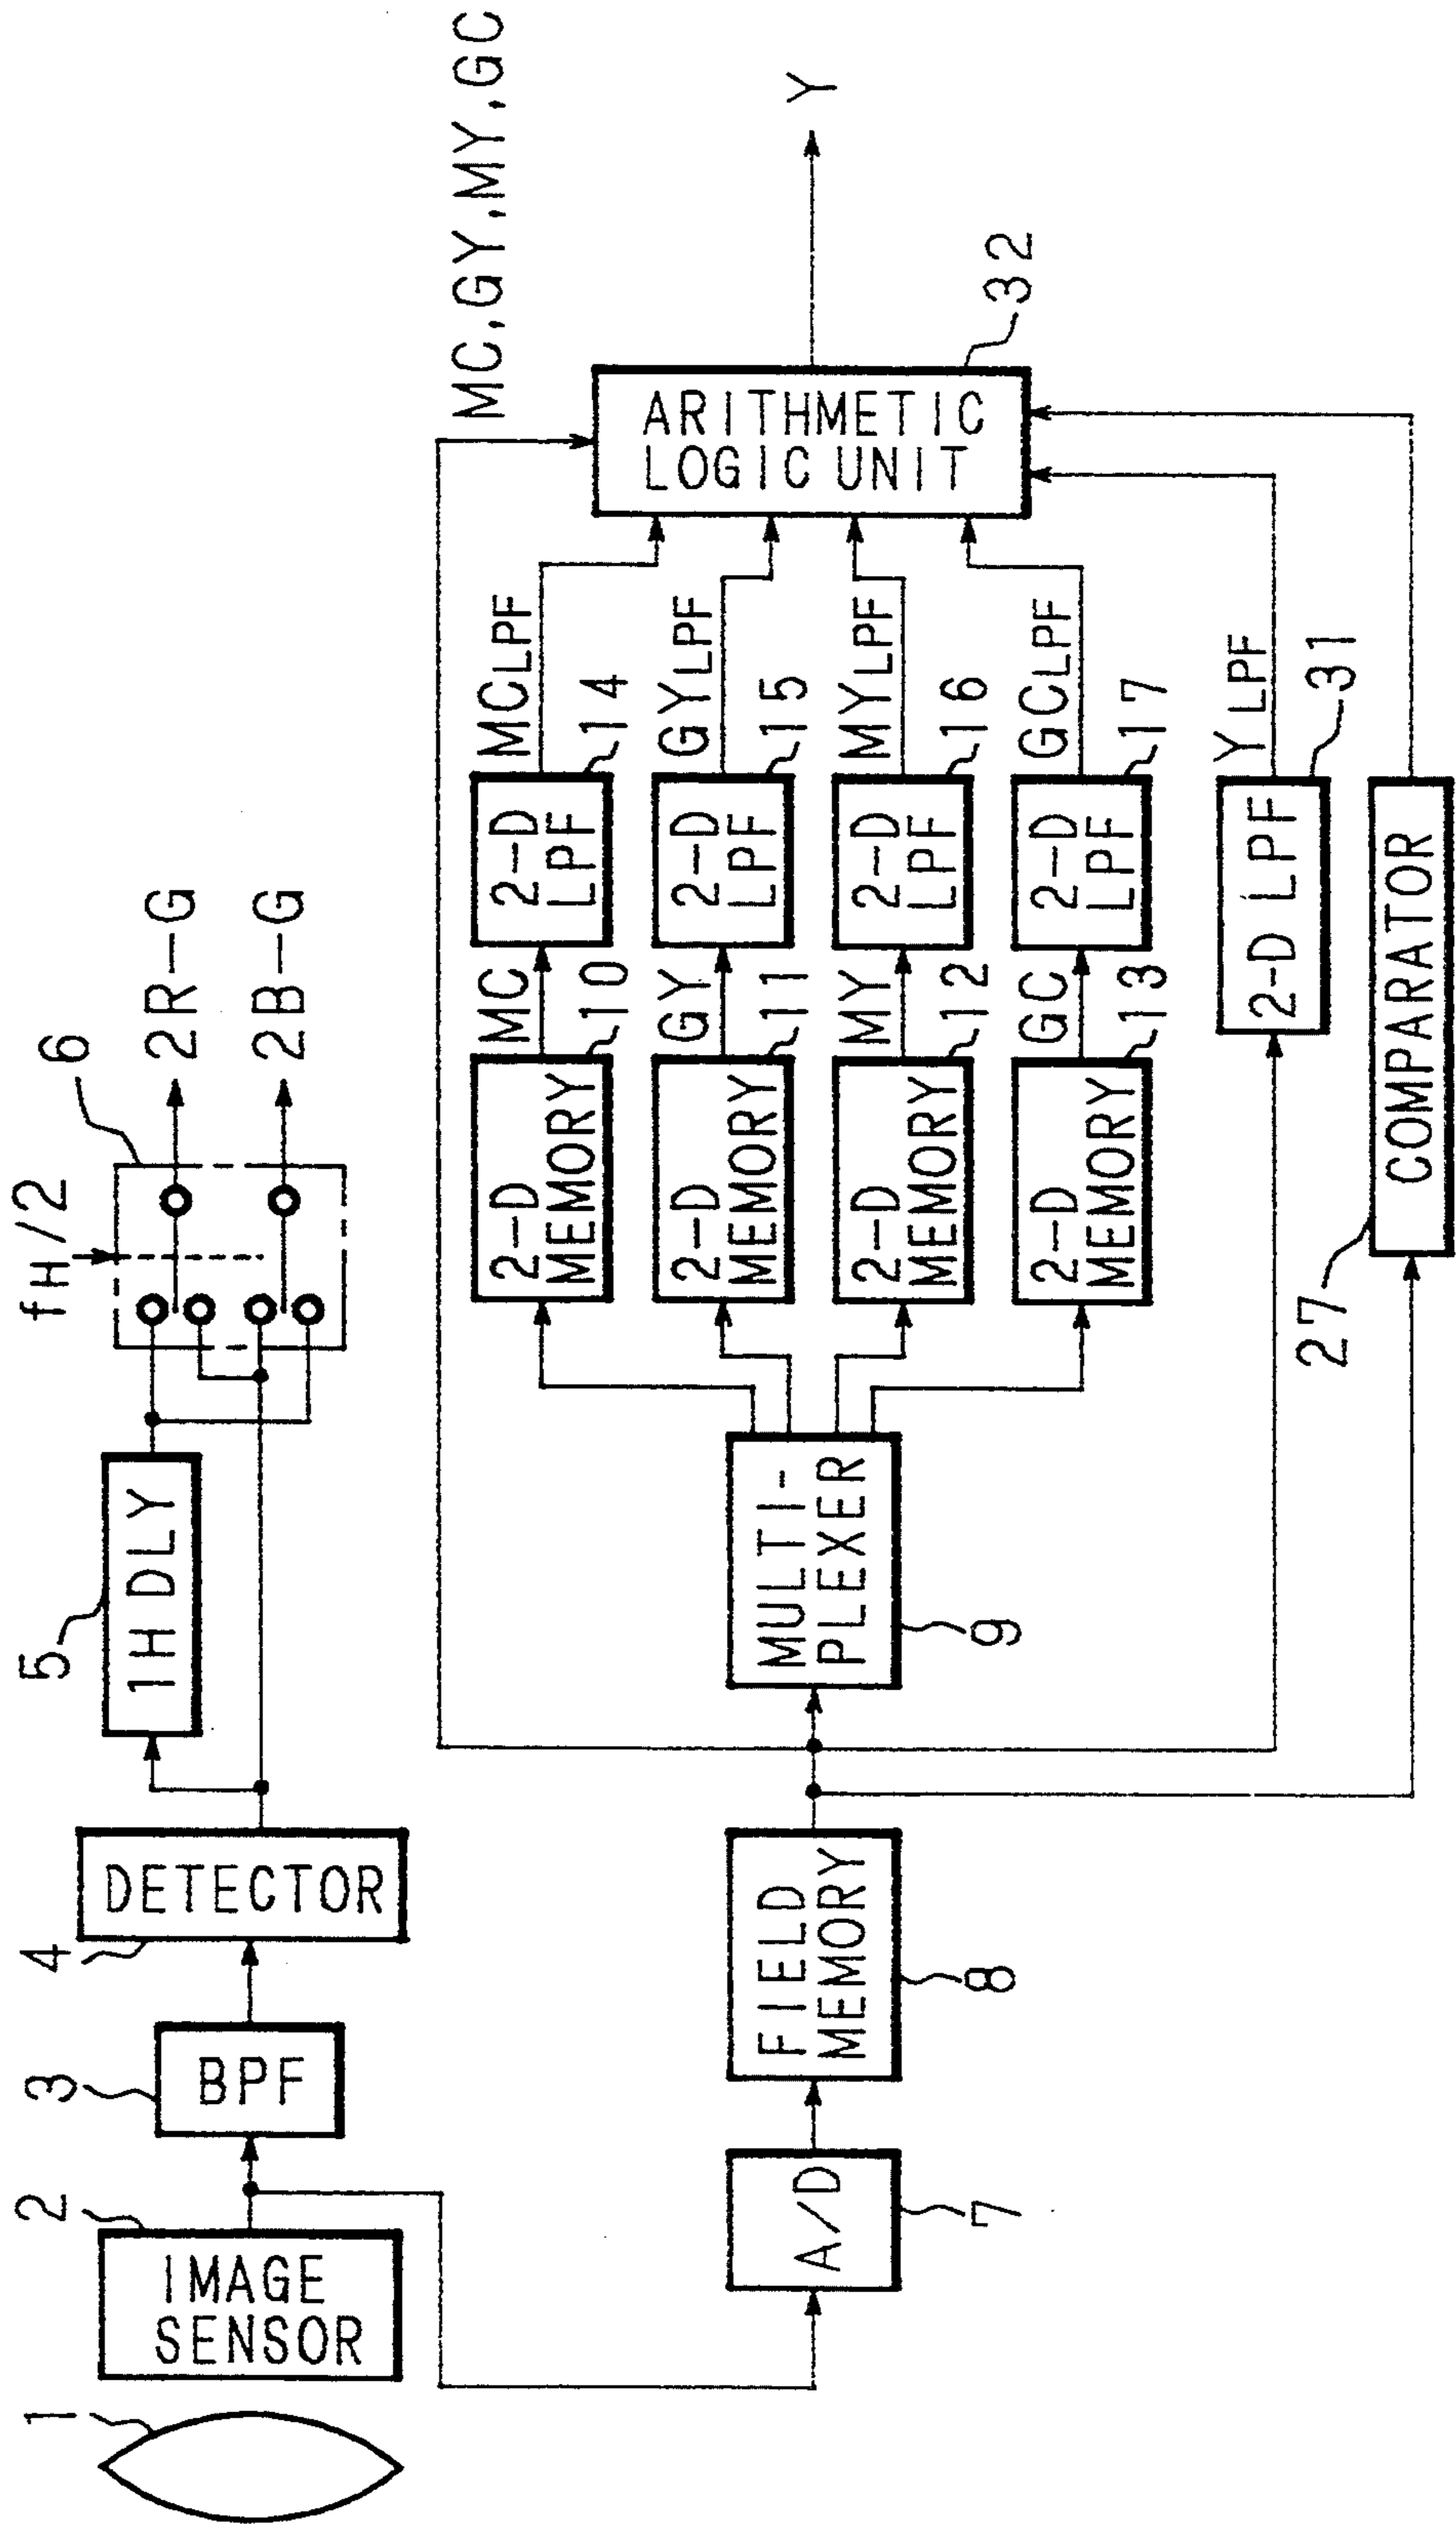 1
2
IMAGE
SENSOR
3
BPF
4
DETECTOR
5
1HDLY
fH/2
6
2R-G
2B-G
7
A/D
8
FIELD
MEMORY
9
MULTI-
PLEXER
2-D
MEMORY
10
MC
2-D
LPF
14
MCLPF
2-D
MEMORY
11
GY
2-D
LPF
15
GYLPF
2-D
MEMORY
12
MY
2-D
LPF
16
MYLPF
2-D
MEMORY
13
GC
2-D
LPF
17
GCLPF
2-D LPF
31
YLPF
27
COMPARATOR
MC,GY,MY,GC
ARITHMETIC
LOGIC UNIT
32
Y